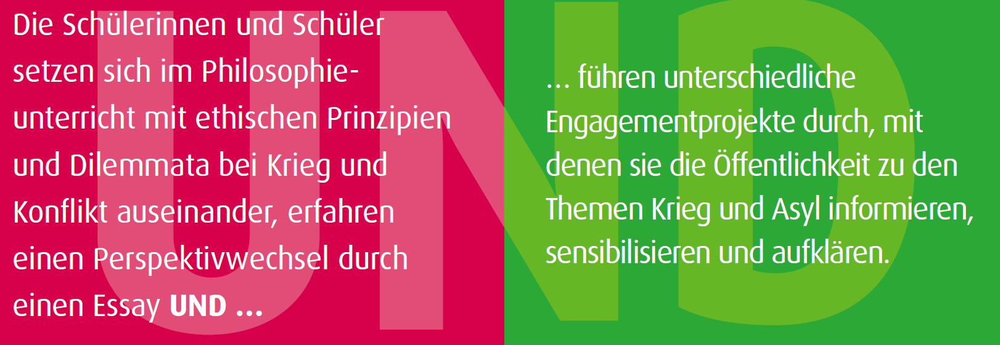 Die Schülerinnen und Schüler
setzen sich im Philosophie-
unterricht mit ethischen Prinzipien
und Dilemmata bei Krieg und
Konflikt auseinander, erfahren
einen Perspektivwechsel durch
einen Essay UND ...
... führen unterschiedliche
Engagementprojekte durch, mit
denen sie die Öffentlichkeit zu den
Themen Krieg und Asyl informieren,
sensibilisieren und aufklären.
UND